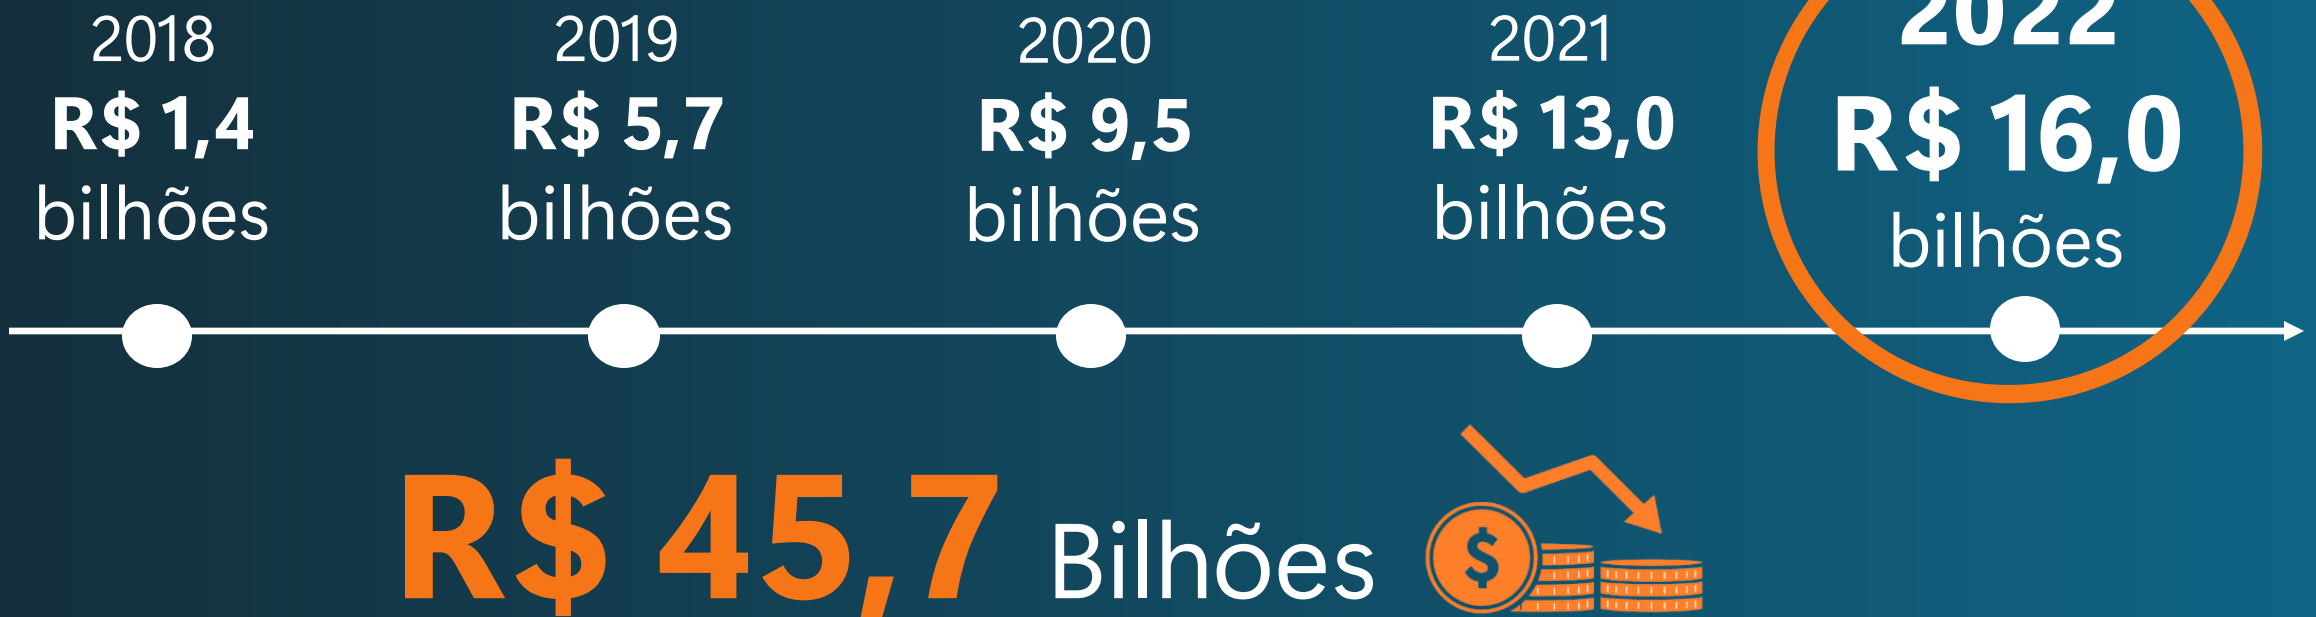 2018
R$ 1,4
bilhões
2019
R$ 5,7
bilhões
2020
R$ 9,5
bilhões
2021
R$ 13,0
bilhões
2022
R$ 16,0
bilhões
R$ 45,7 Bilhões
$